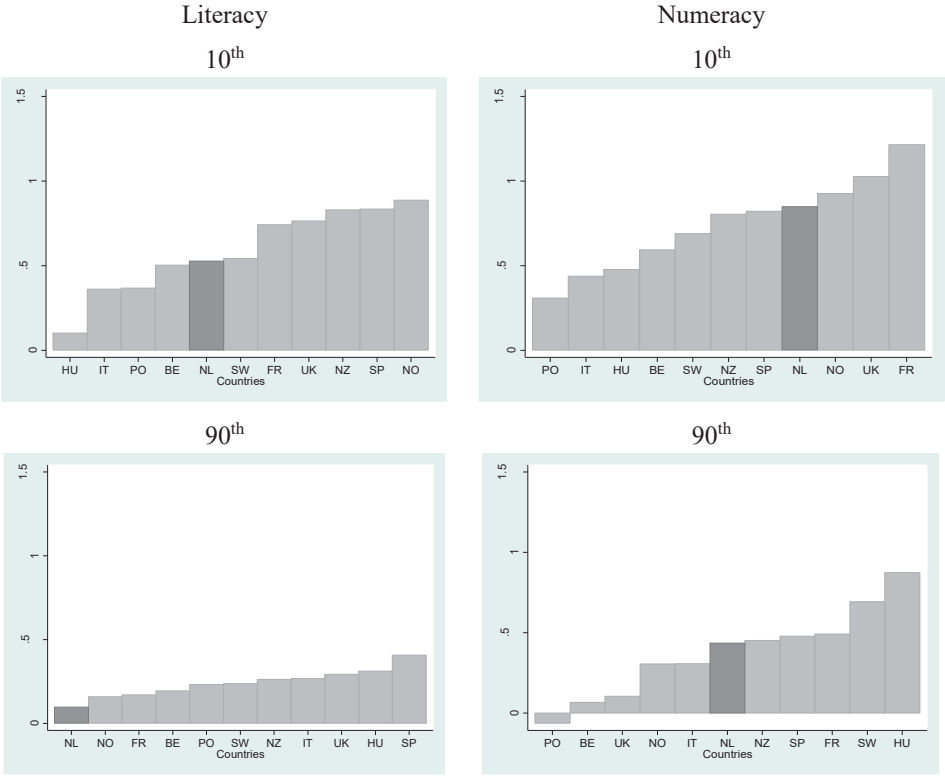 Literacy
10th
1.5
1
.5
0
HU IT PO BE NL SW FR UK NZ SP NO
Countries
Numeracy
10th
1.5
1
.5
0
PO IT HU BE SW NZ SP NL NO UK FR
Countries
90th
1.5
1
.5
0
NL NO FR BE PO SW NZ IT UK HU SP
Countries
90th
1.5
1
.5
0
PO BE UK NO IT NL NZ SP FR SW HU
Countries